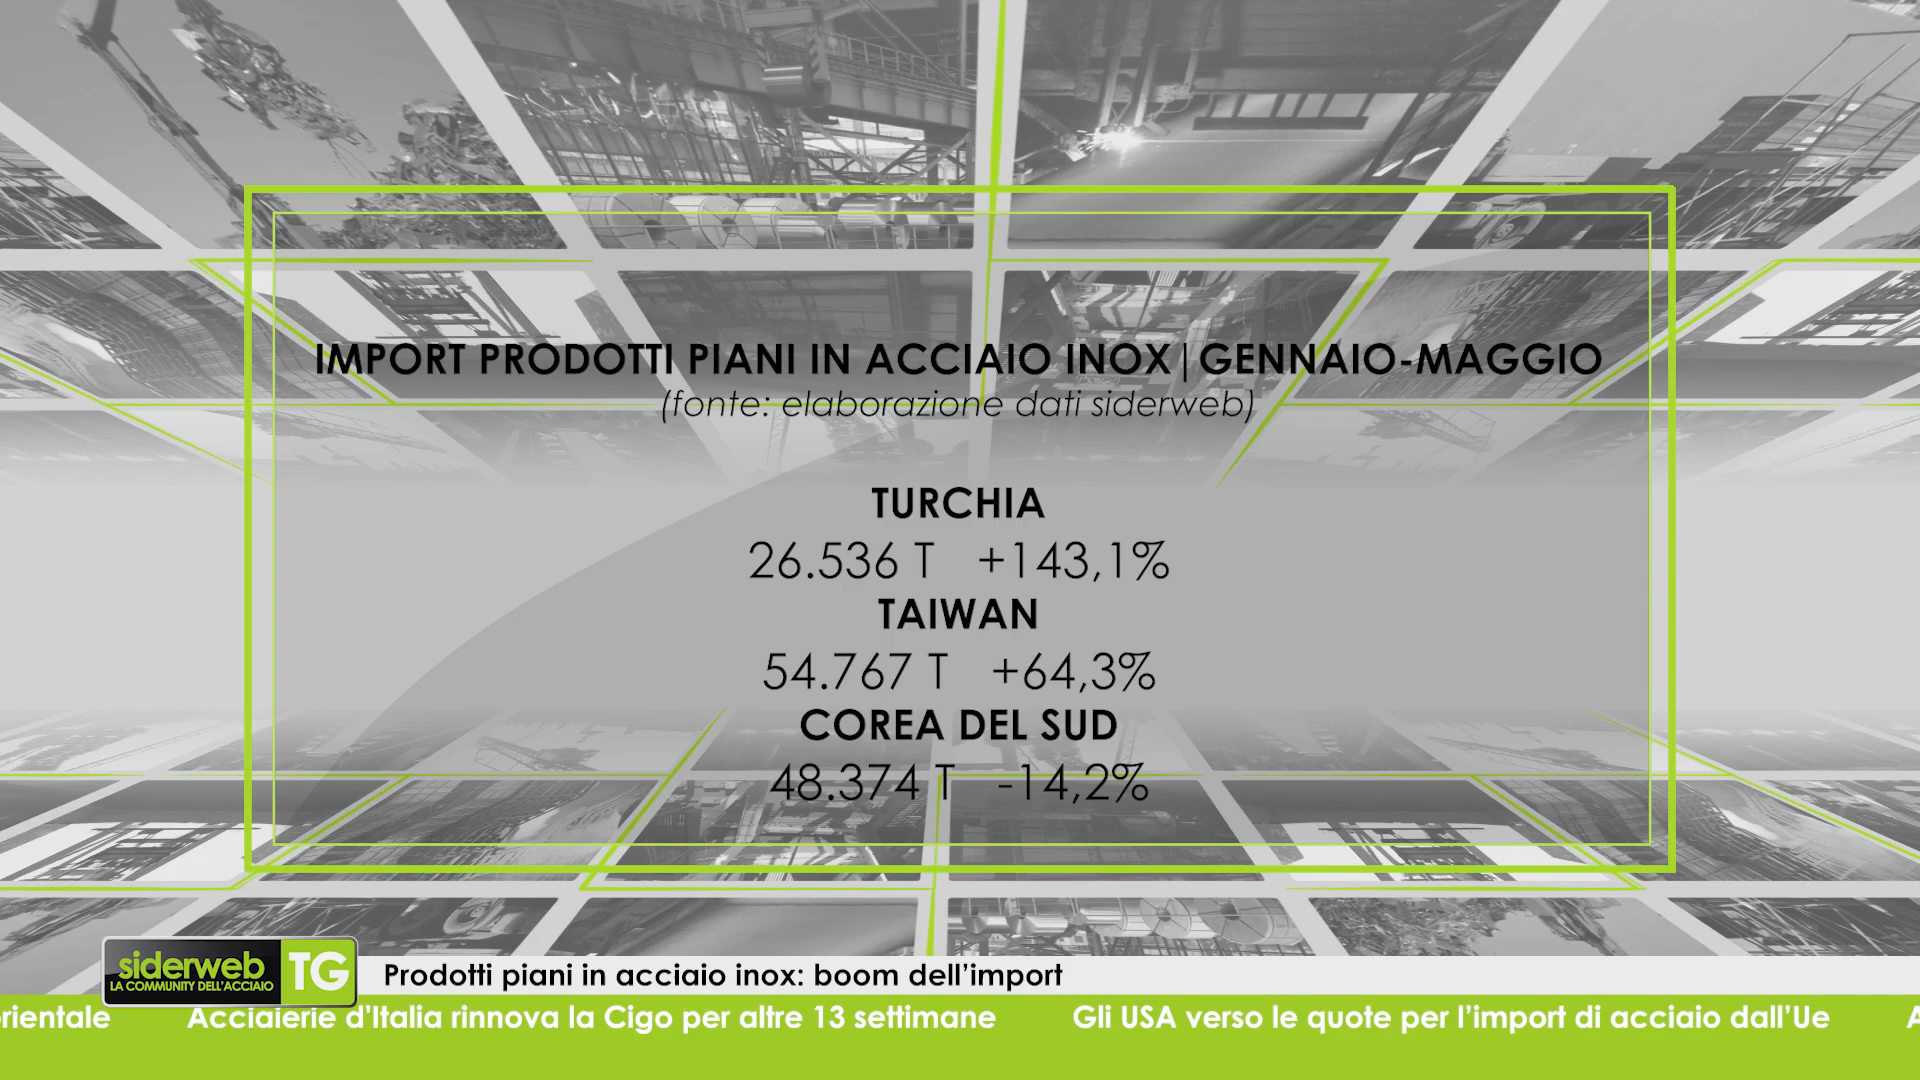 IMPORT PRODOTTI PIANI IN ACCIAIO INOX|GENNAIO-MAGGIO
(fonte: elaborazione dati siderweb)
TURCHIA
26.536 T +143,1%
TAIWAN
54.767 T +64,3%
COREA DEL SUD
48.374 T -14,2%
siderweb TG
LA COMMUNITY DELL'ACCIAIO
Prodotti piani in acciaio inox: boom dell'import
rientale Acciaierie d'Italia rinnova la Cigo per altre 13 settimane Gli USA verso le quote per l'import di acciaio dall'Ue A